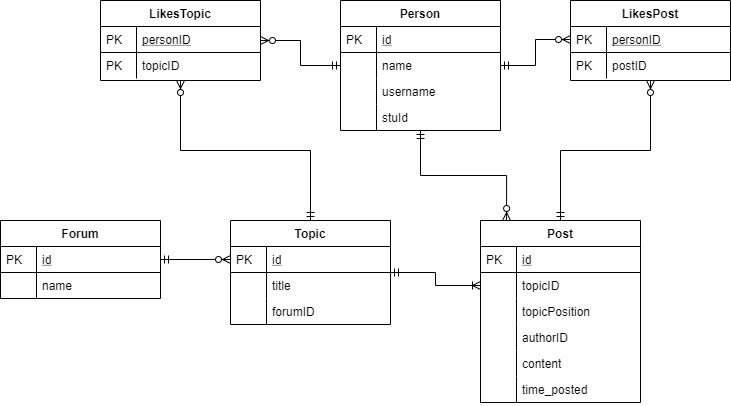 LikesTopic
PK personID
PK topicID
Person
PK id
name
username
stuId
LikesPost
PK personID
PK postID
Forum
PK id
name
Topic
PK id
title
forumID
Post
PK id
topicID
topicPosition
authorID
content
time_posted